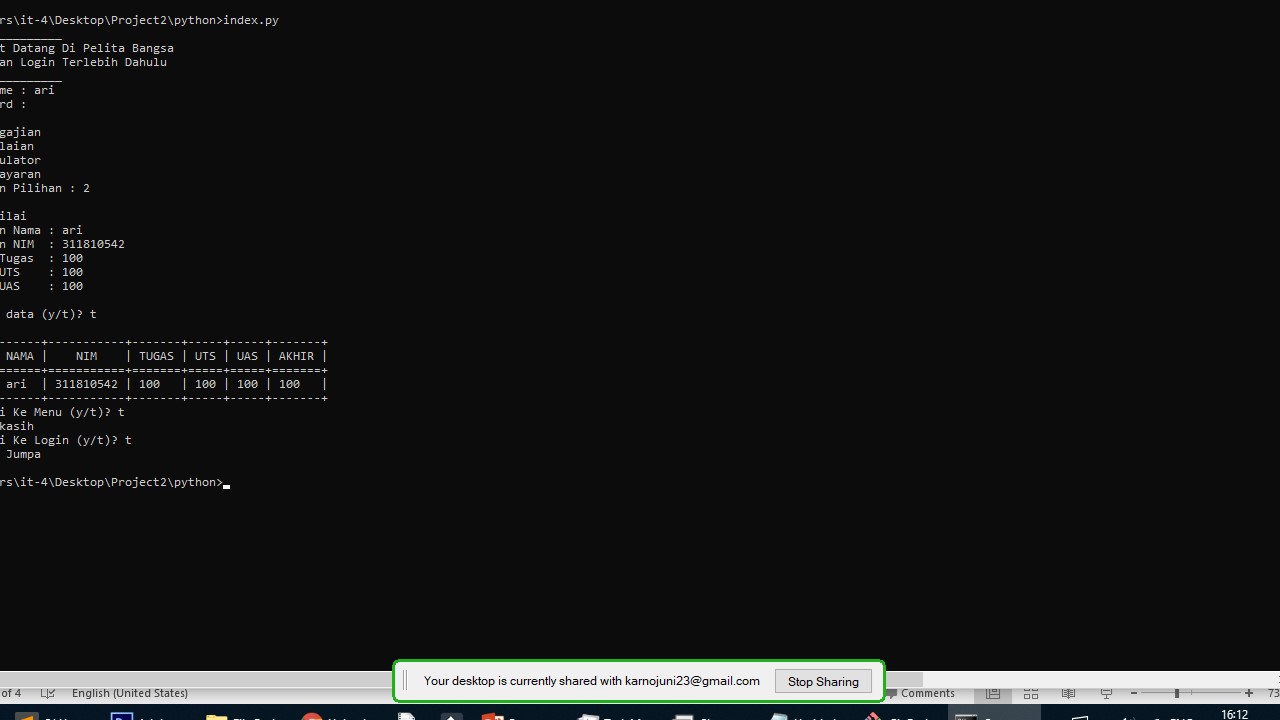 rs\it-4\Desktop\Project2\python>index.py
_________
t Datang Di Pelita Bangsa
an Login Terlebih Dahulu
_________
me : ari
rd :
gajian
laian
ulator
ayaran
n Pilihan : 2
ilai
n Nama : ari
n NIM  : 311810542
Tugas  : 100
UTS    : 100
UAS    : 100
data (y/t)? t
------+-----------+-------+-----+-----+-------+
NAMA |    NIM    | TUGAS | UTS | UAS | AKHIR |
======+===========+=======+=====+=====+=======+
ari  | 311810542 | 100   | 100 | 100 | 100   |
------+-----------+-------+-----+-----+-------+
i Ke Menu (y/t)? t
kasih
i Ke Login (y/t)? t
Jumpa
rs\it-4\Desktop\Project2\python>
Your desktop is currently shared with karnojuni23@gmail.com
Stop Sharing
of 4
English (United States)
Comments
73
16:12